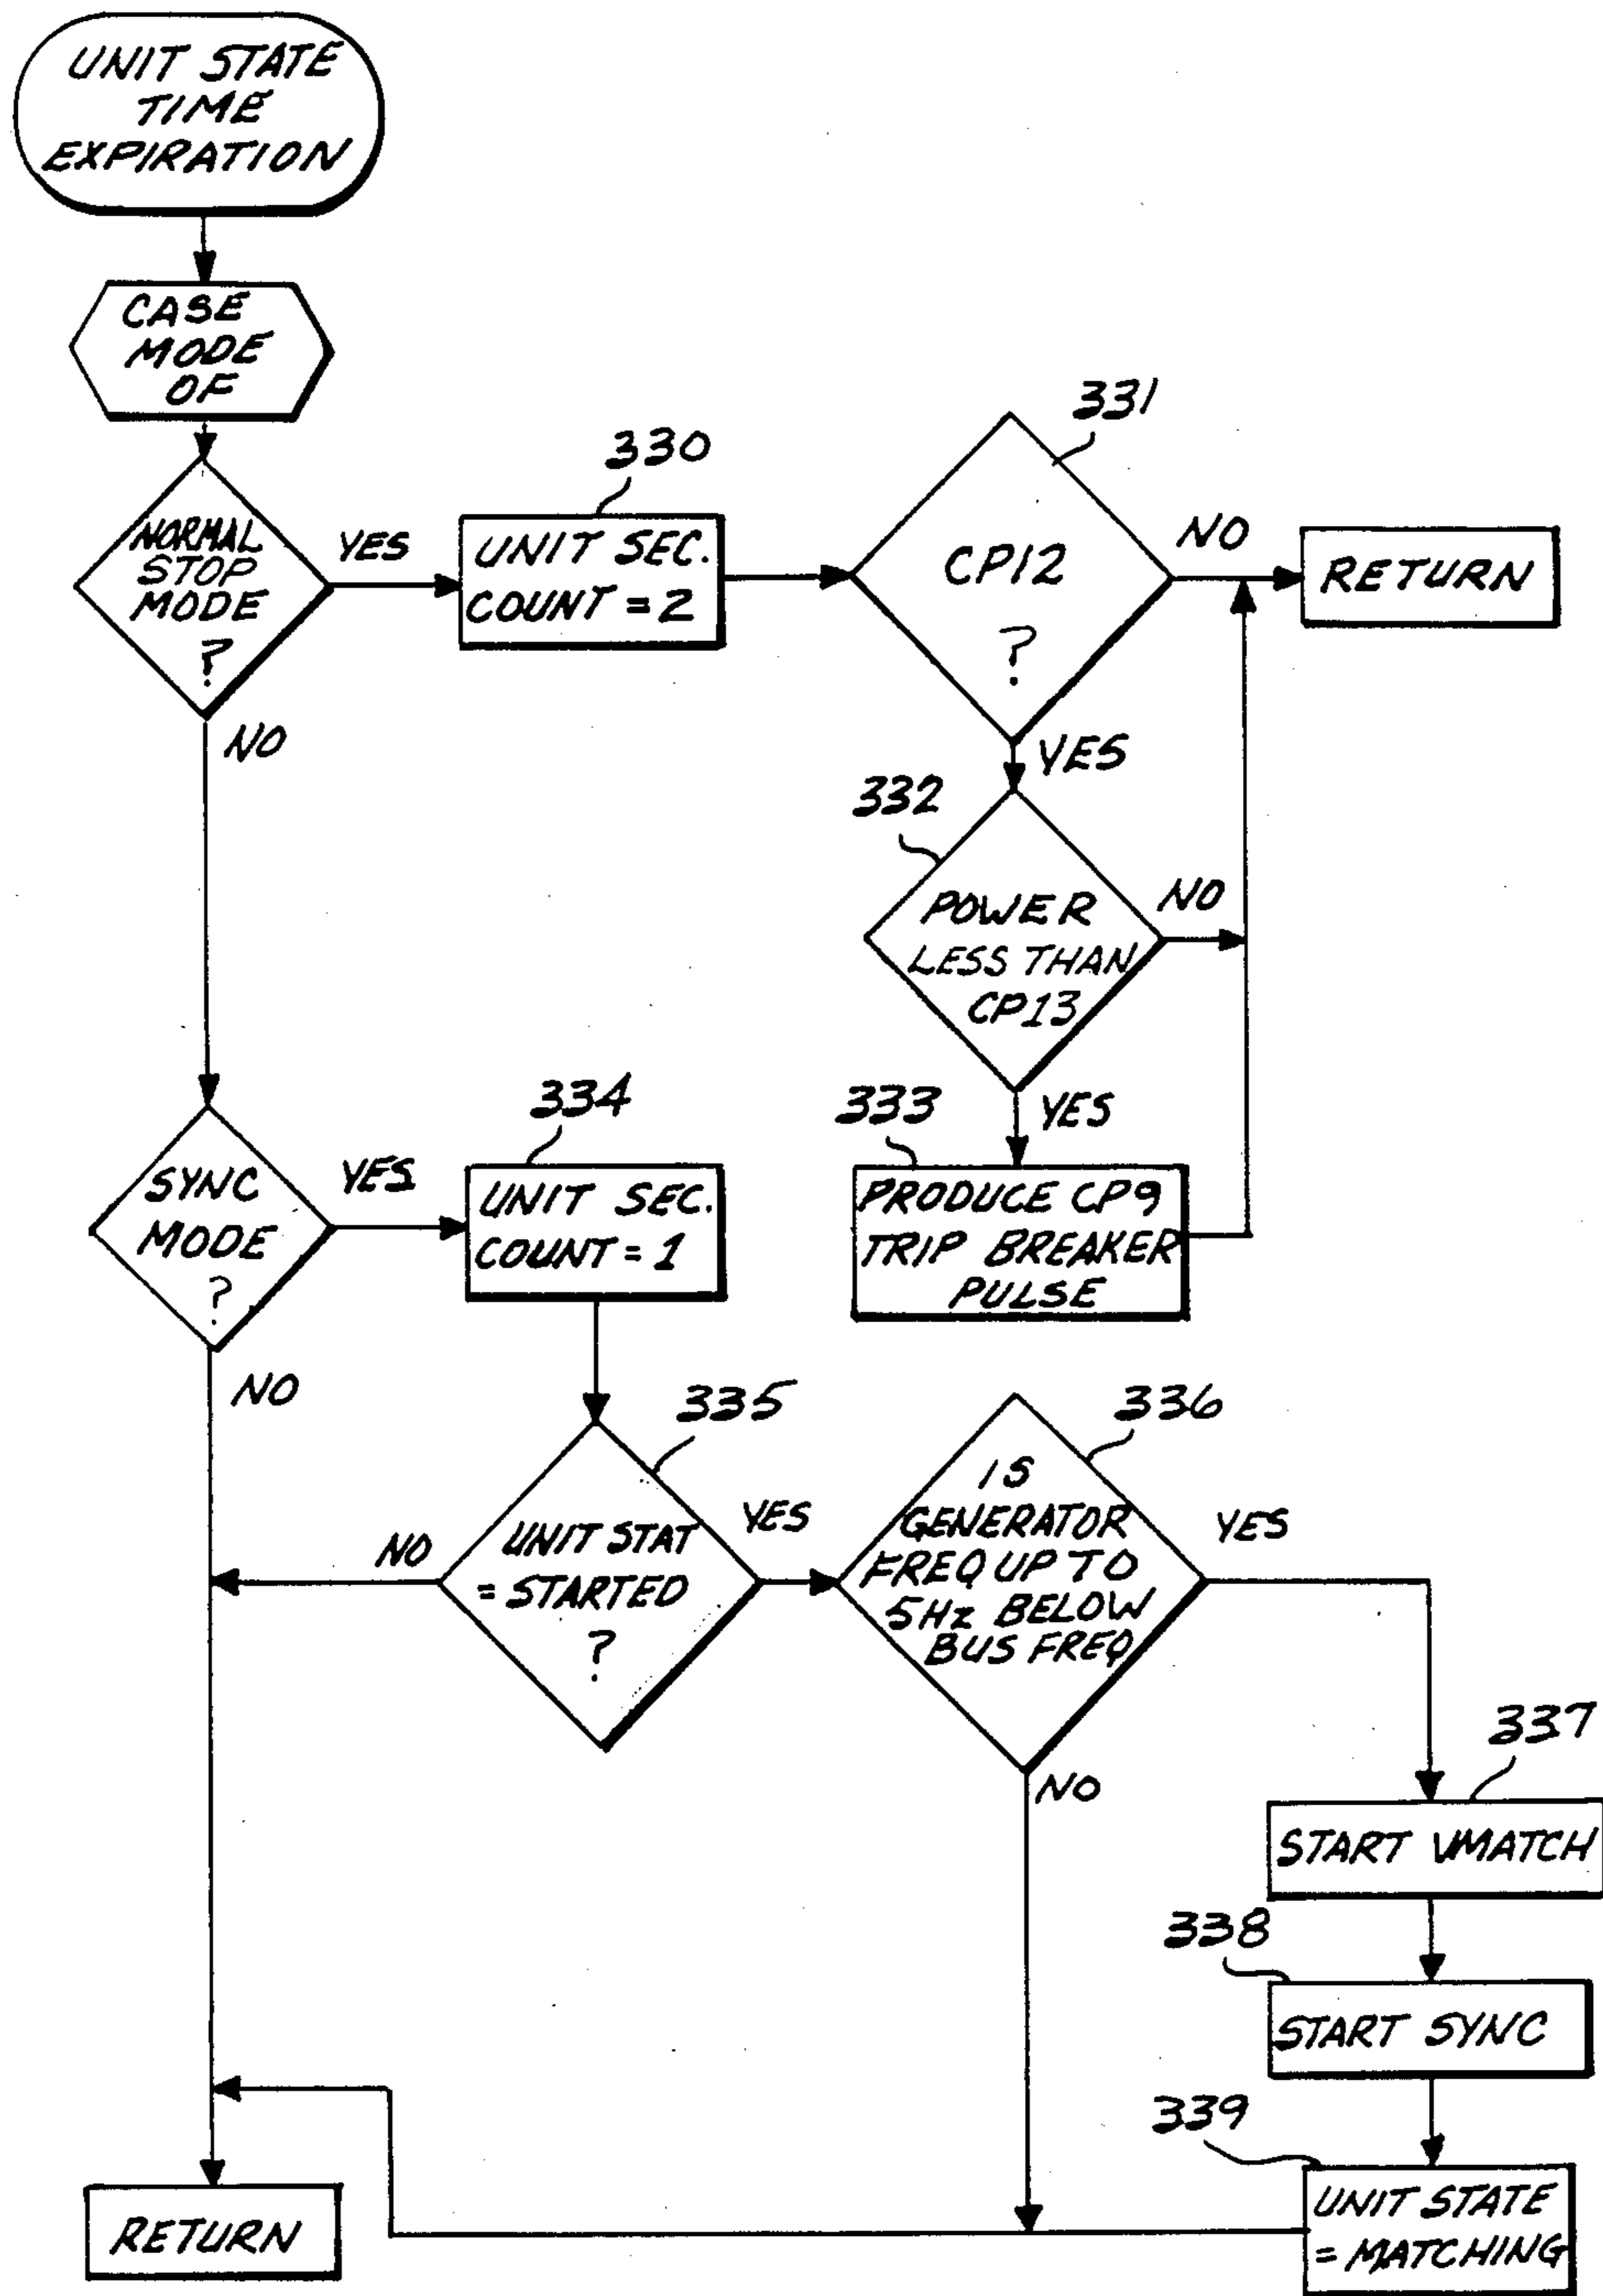 UNIT STATE
TIME
EXPIRATION
CASE
MODE
OF
NORMAL
STOP
MODE
?
YES
NO
330
UNIT SEC.
COUNT = 2
331
CP12
?
NO
RETURN
YES
332
POWER
LESS THAN
CP13
NO
YES
333
PRODUCE CP9
TRIP BREAKER
PULSE
SYNC
MODE
?
YES
NO
334
UNIT SEC.
COUNT = 1
335
UNIT STAT
= STARTED
?
NO
YES
336
IS
GENERATOR
FREQ UP TO
5Hz BELOW
BUS FREQ
YES
NO
337
START VMATCH
338
START SYNC
339
UNIT STATE
= MATCHING
RETURN